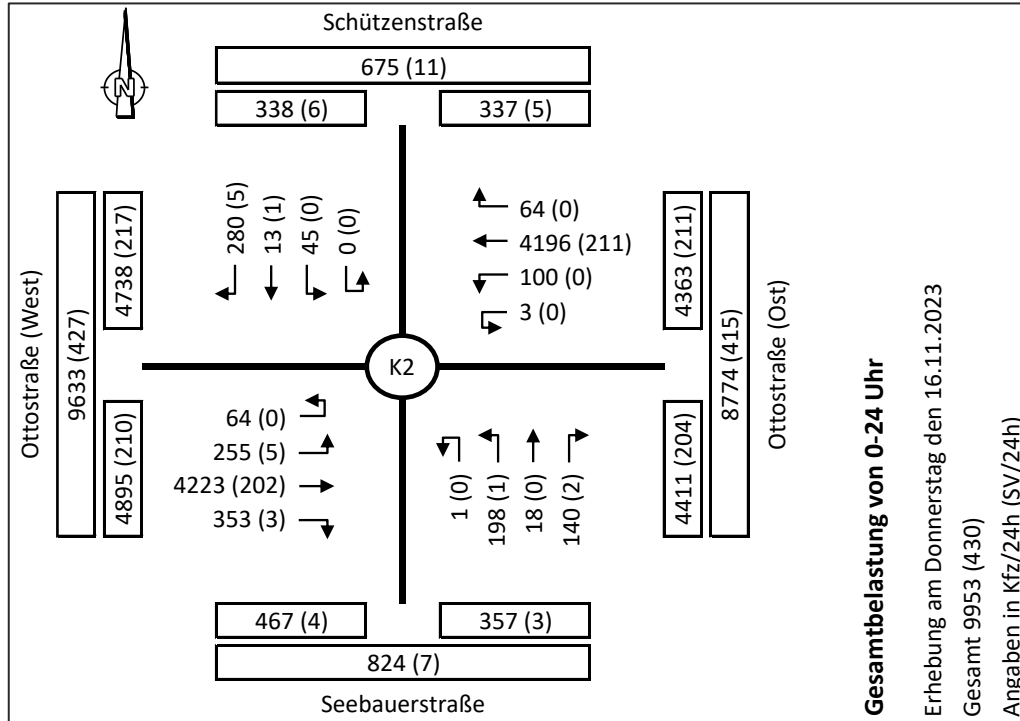 Schützenstraße
675 (11)
338 (6)
337 (5)
N
280 (5)
13 (1)
45 (0)
0 (0)
64 (0)
4196 (211)
100 (0)
3 (0)
Ottostraße (West)
9633 (427)
4738 (217)
4895 (210)
4363 (211)
4411 (204)
8774 (415)
Ottostraße (Ost)
K2
64 (0)
255 (5)
4223 (202)
353 (3)
1 (0)
198 (1)
18 (0)
140 (2)
467 (4)
357 (3)
824 (7)
Seebauerstraße
Gesamtbelastung von 0-24 Uhr
Erhebung am Donnerstag den 16.11.2023
Gesamt 9953 (430)
Angaben in Kfz/24h (SV/24h)